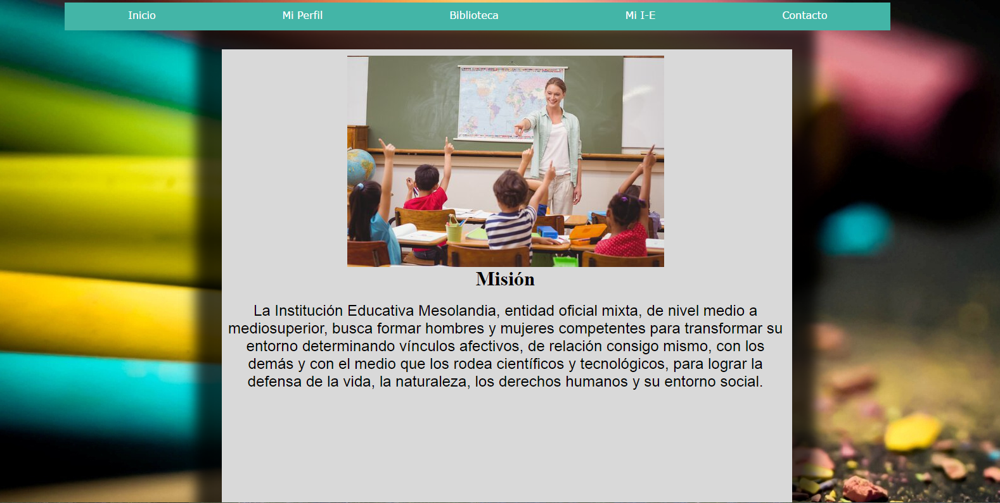 Inicio Mi Perfil Biblioteca Mi I-E Contacto
Misión
La Institución Educativa Mesolandia, entidad oficial mixta, de nivel medio a
mediosuperior, busca formar hombres y mujeres competentes para transformar su
entorno determinando vínculos afectivos, de relación consigo mismo, con los
demás y con el medio que los rodea científicos y tecnológicos, para lograr la
defensa de la vida, la naturaleza, los derechos humanos y su entorno social.